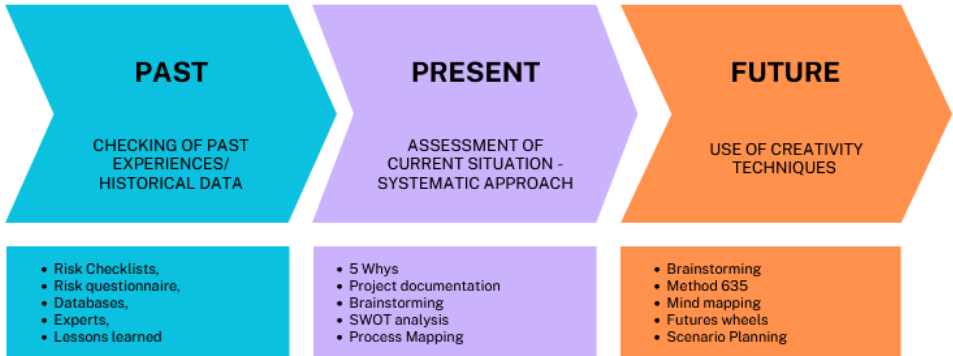 PAST
CHECKING OF PAST
EXPERIENCES/
HISTORICAL DATA
PRESENT
ASSESSMENT OF
CURRENT SITUATION -
SYSTEMATIC APPROACH
FUTURE
USE OF CREATIVITY
TECHNIQUES
• Risk Checklists,
• Risk questionnaire,
• Databases,
• Experts,
• Lessons learned
• 5 Whys
• Project documentation
• Brainstorming
• SWOT analysis
• Process Mapping
• Brainstorming
• Method 635
• Mind mapping
• Futures wheels
• Scenario Planning